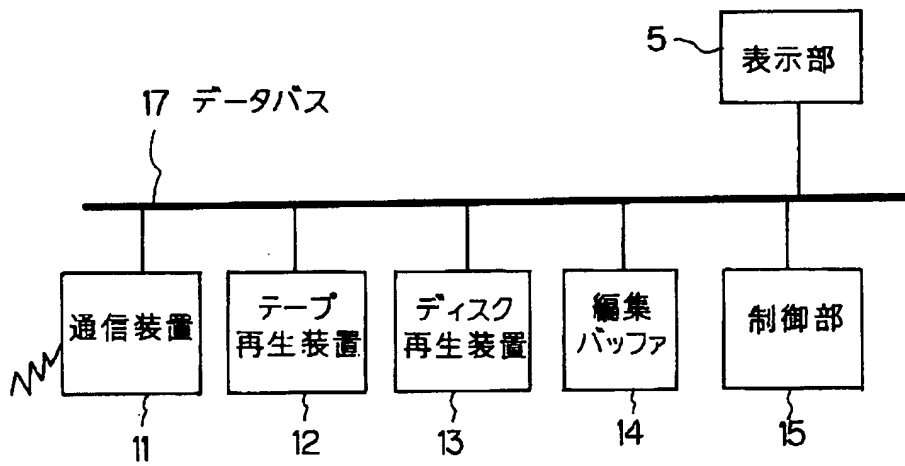 5
表示部
17 データバス
通信装置
テープ
再生装置
ディスク
再生装置
編集
バッファ
制御部
11
12
13
14
15